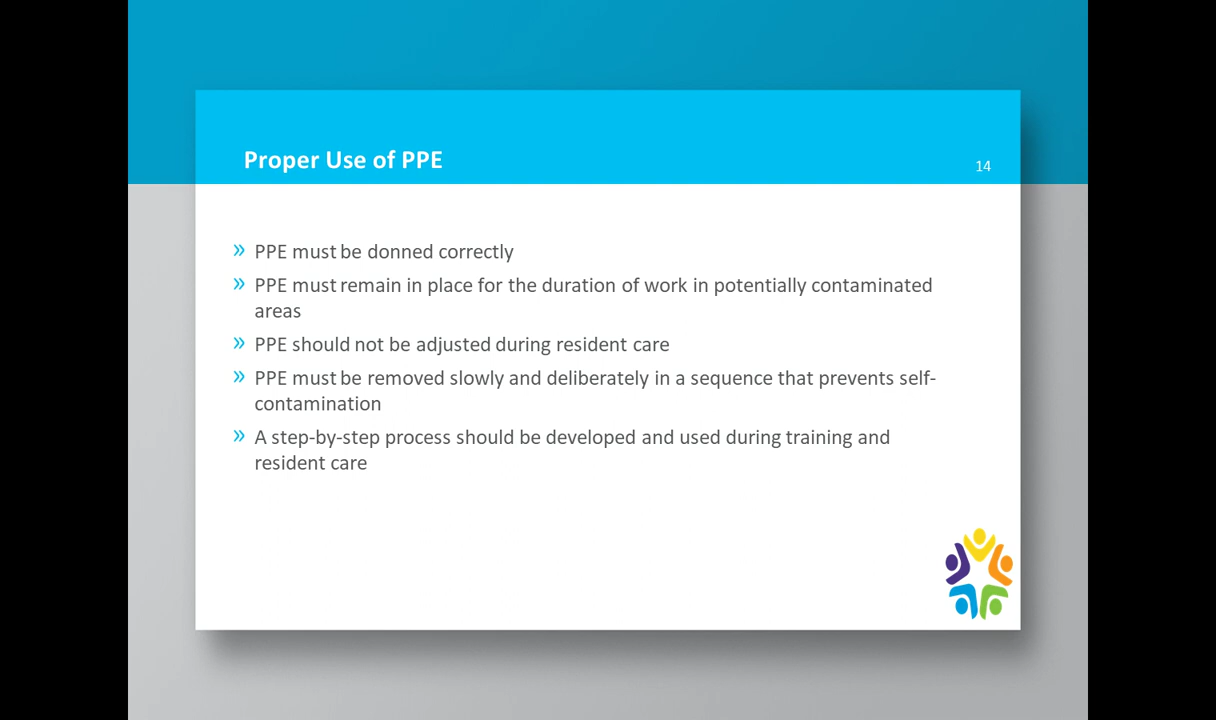 Proper Use of PPE
14
» PPE must be donned correctly
» PPE must remain in place for the duration of work in potentially contaminated
areas
» PPE should not be adjusted during resident care
» PPE must be removed slowly and deliberately in a sequence that prevents self-
contamination
» A step-by-step process should be developed and used during training and
resident care